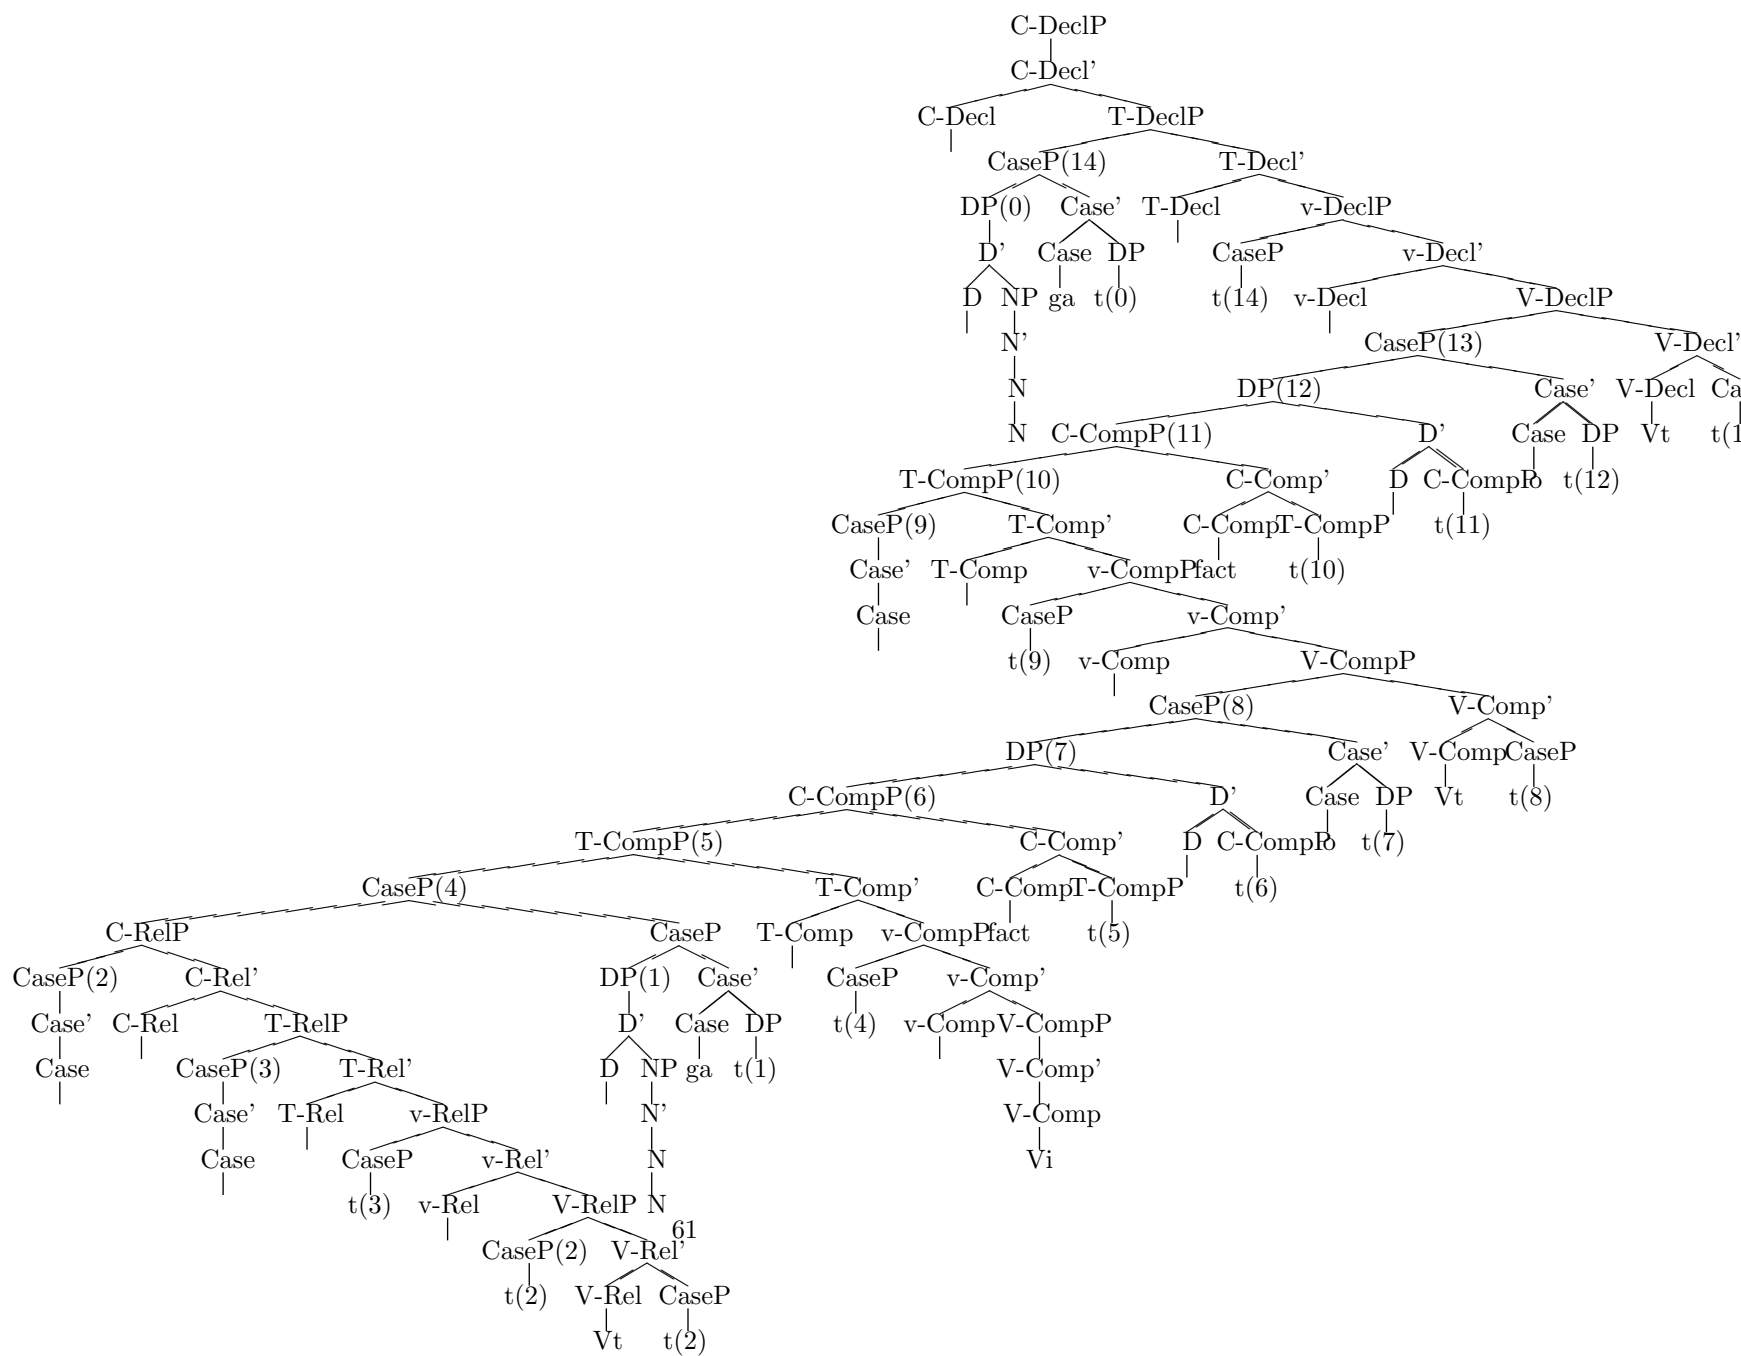 C-DeclP
C-Decl'
C-Decl T-DeclP
CaseP(14) T-Decl'
DP(0) Case' T-Decl v-DeclP
D' Case DP CaseP v-Decl'
D NP ga t(0) t(14) v-Decl V-DeclP
N' CaseP(13) V-Decl'
N DP(12) Case' V-Decl Ca
N C-CompP(11) D' Case DP Vt t(1
T-CompP(10) C-Comp' D C-CompP o t(12)
CaseP(9) T-Comp' C-Comp T-CompP t(11)
Case' T-Comp v-CompP fact t(10)
Case CaseP v-Comp'
t(9) v-Comp V-CompP
CaseP(8) V-Comp'
DP(7) Case' V-Comp CaseP
C-CompP(6) D' Case DP Vt t(8)
T-CompP(5) C-Comp' D C-CompP o t(7)
CaseP(4) T-Comp' C-Comp T-CompP t(6)
C-RelP CaseP T-Comp v-CompP fact t(5)
CaseP(2) C-Rel' DP(1) Case' CaseP v-Comp'
Case' C-Rel T-RelP D' Case DP t(4) v-Comp V-CompP
Case CaseP(3) T-Rel' D NP ga t(1) V-Comp'
Case' T-Rel v-RelP N' V-Comp
Case CaseP v-Rel' N Vi
t(3) v-Rel V-RelP N
61
CaseP(2) V-Rel'
t(2) V-Rel CaseP
Vt t(2)